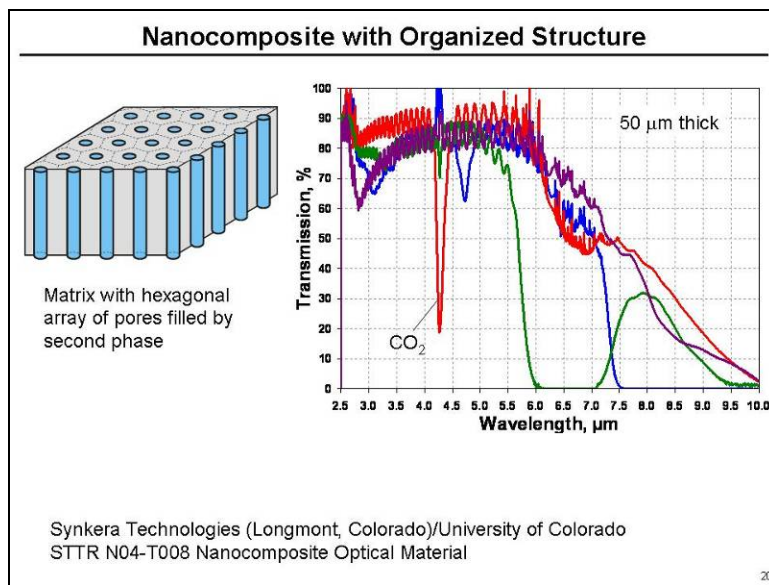 Nanocomposite with Organized Structure
Matrix with hexagonal
array of pores filled by
second phase
100
90
80
70
60
50
40
30
20
10
0
Transmission, %
50 µm thick
CO₂
2.5 3.0 3.5 4.0 4.5 5.0 5.5 6.0 6.5 7.0 7.5 8.0 8.5 9.0 9.5 10.0
Wavelength, µm
Synkera Technologies (Longmont, Colorado)/University of Colorado
STTR N04-T008 Nanocomposite Optical Material